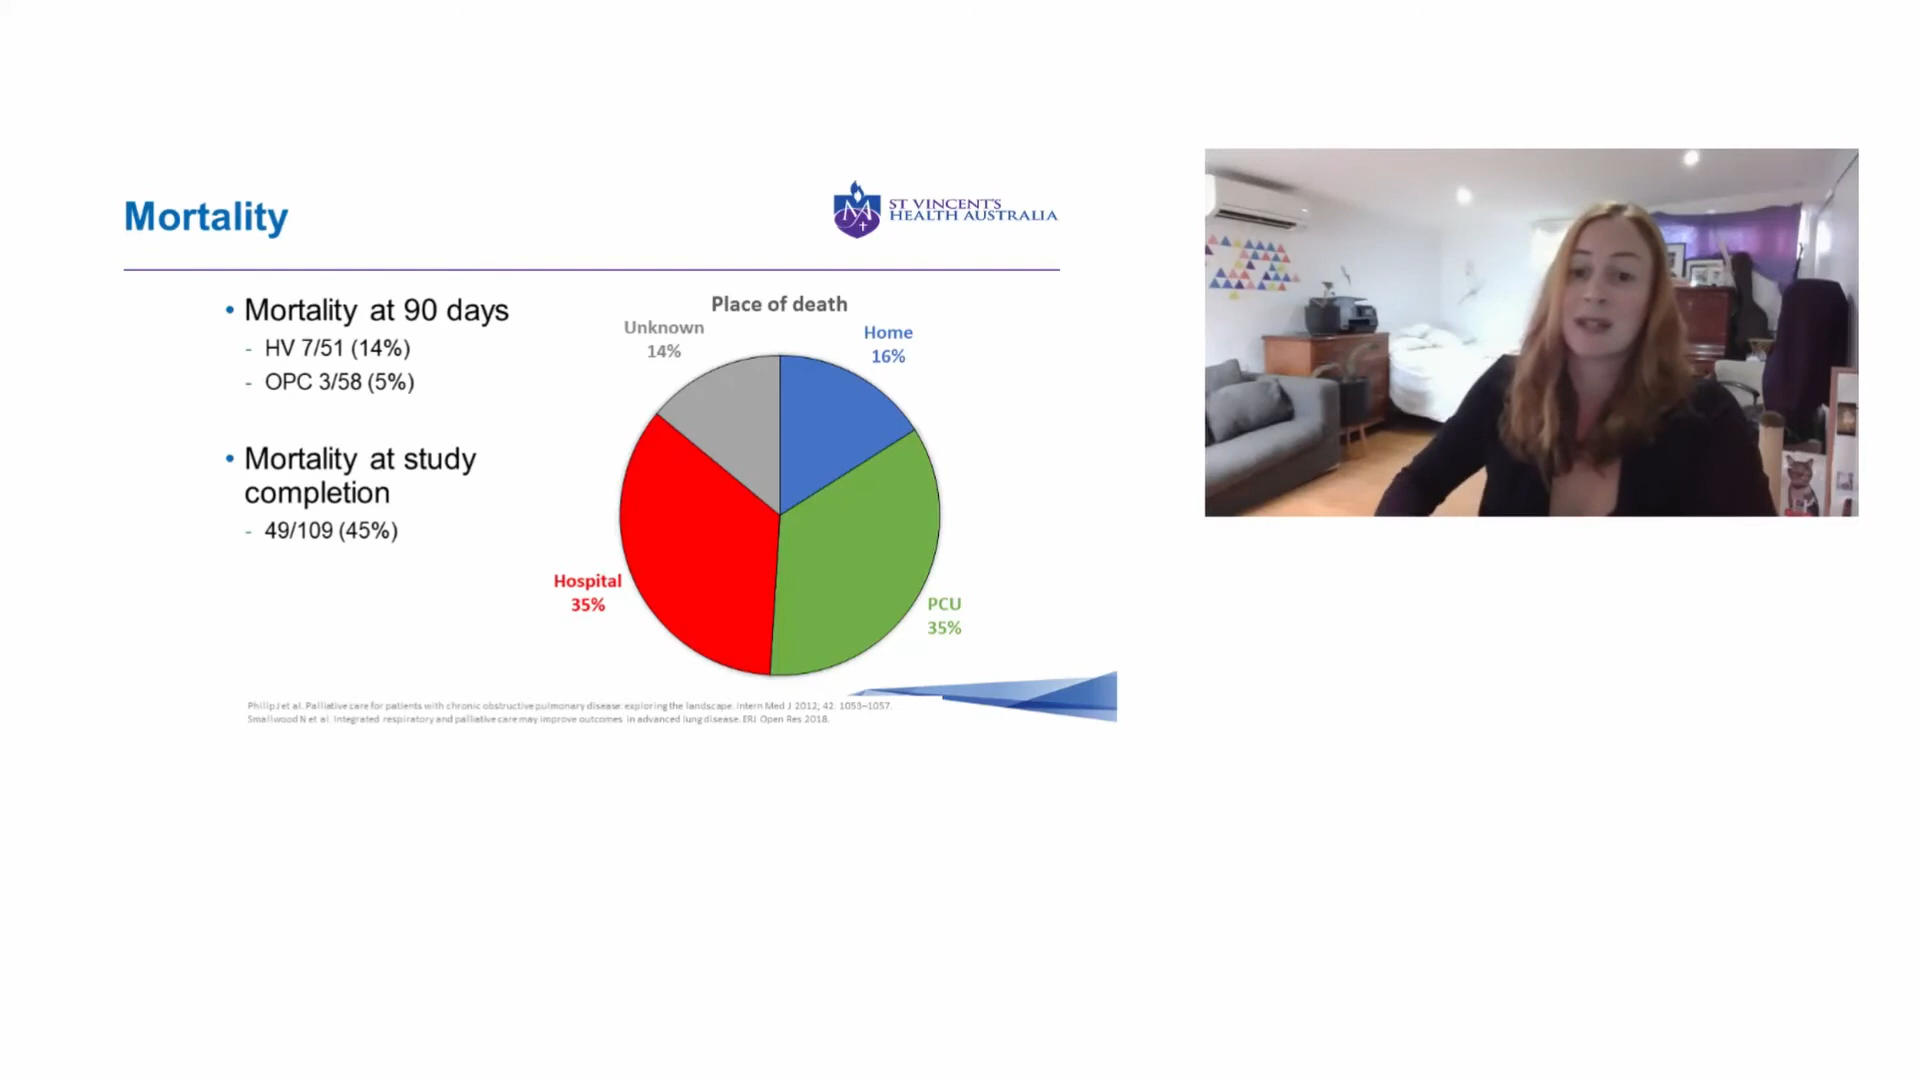 Mortality
ST VINCENT'S
HEALTH AUSTRALIA
• Mortality at 90 days
- HV 7/51 (14%)
- OPC 3/58 (5%)
• Mortality at study
completion
- 49/109 (45%)
Place of death
Unknown
14%
Home
16%
Hospital
35%
PCU
35%
Philip J et al. Palliative care for patients with chronic obstructive pulmonary disease: exploring the landscape. Intern Med J 2012; 42: 1053–1057.
Smallwood N et al. Integrated respiratory and palliative care may improve outcomes in advanced lung disease. ERJ Open Res 2018.